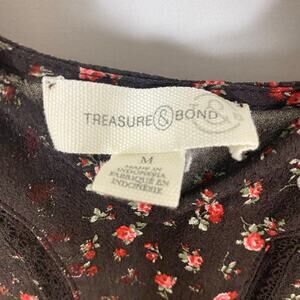 TREASURE & BOND
M
MADE IN
INDONESIA
FABRIQUÉ EN
INDONÉSIE